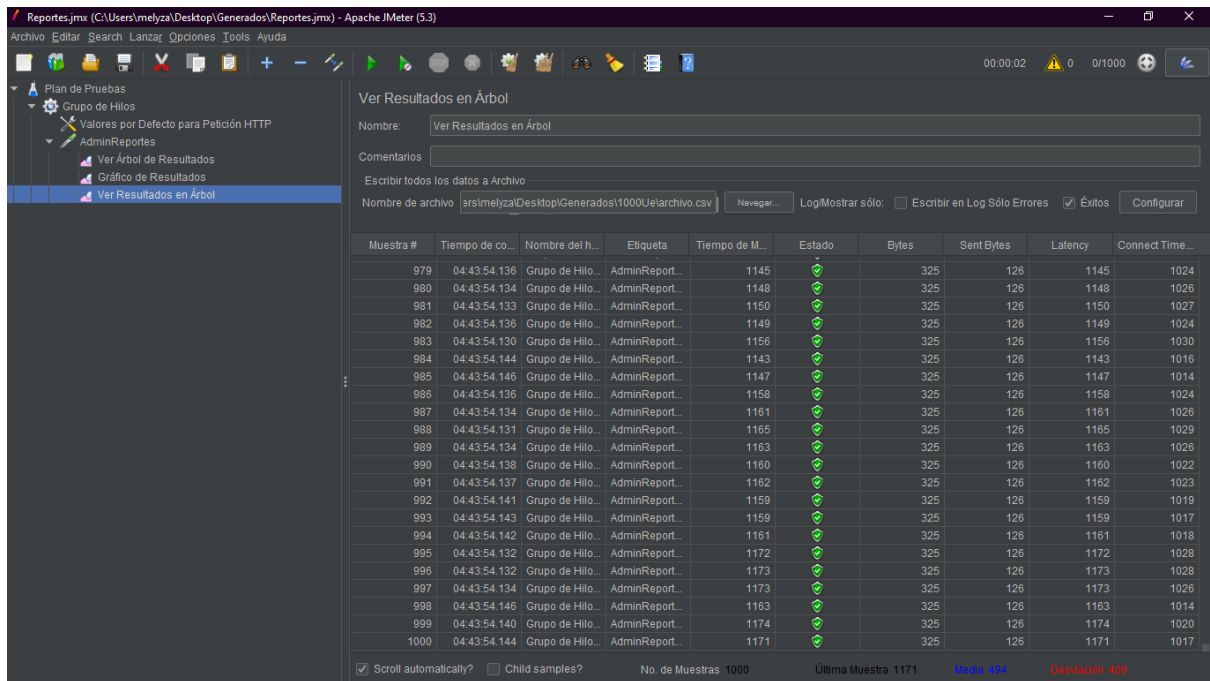 Reportes.jmx (C:\Users\melyza\Desktop\Generados\Reportes.jmx) - Apache JMeter (5.3)
Archivo Editar Search Lanzar Opciones Tools Ayuda
00:00:02 0 0/1000
Plan de Pruebas
Grupo de Hilos
Valores por Defecto para Petición HTTP
AdminReportes
Ver Árbol de Resultados
Gráfico de Resultados
Ver Resultados en Árbol
Ver Resultados en Árbol
Nombre: Ver Resultados en Árbol
Comentarios
Escribir todos los datos a Archivo
Nombre de archivo ers\melyza\Desktop\Generados\1000Ue\archivo.csv Navegar... Log/Mostrar sólo: Escribir en Log Sólo Errores Éxitos Configurar
Muestra # Tiempo de co... Nombre del h... Etiqueta Tiempo de M... Estado Bytes Sent Bytes Latency Connect Time...
979 04:43:54.136 Grupo de Hilo... AdminReport... 1145 325 126 1145 1024
980 04:43:54.134 Grupo de Hilo... AdminReport... 1148 325 126 1148 1026
981 04:43:54.133 Grupo de Hilo... AdminReport... 1150 325 126 1150 1027
982 04:43:54.136 Grupo de Hilo... AdminReport... 1149 325 126 1149 1024
983 04:43:54.130 Grupo de Hilo... AdminReport... 1156 325 126 1156 1030
984 04:43:54.144 Grupo de Hilo... AdminReport... 1143 325 126 1143 1016
985 04:43:54.146 Grupo de Hilo... AdminReport... 1147 325 126 1147 1014
986 04:43:54.136 Grupo de Hilo... AdminReport... 1158 325 126 1158 1024
987 04:43:54.134 Grupo de Hilo... AdminReport... 1161 325 126 1161 1026
988 04:43:54.131 Grupo de Hilo... AdminReport... 1165 325 126 1165 1029
989 04:43:54.134 Grupo de Hilo... AdminReport... 1163 325 126 1163 1026
990 04:43:54.138 Grupo de Hilo... AdminReport... 1160 325 126 1160 1022
991 04:43:54.137 Grupo de Hilo... AdminReport... 1162 325 126 1162 1023
992 04:43:54.141 Grupo de Hilo... AdminReport... 1159 325 126 1159 1019
993 04:43:54.143 Grupo de Hilo... AdminReport... 1159 325 126 1159 1017
994 04:43:54.142 Grupo de Hilo... AdminReport... 1161 325 126 1161 1018
995 04:43:54.132 Grupo de Hilo... AdminReport... 1172 325 126 1172 1028
996 04:43:54.132 Grupo de Hilo... AdminReport... 1173 325 126 1173 1028
997 04:43:54.134 Grupo de Hilo... AdminReport... 1173 325 126 1173 1026
998 04:43:54.146 Grupo de Hilo... AdminReport... 1163 325 126 1163 1014
999 04:43:54.140 Grupo de Hilo... AdminReport... 1174 325 126 1174 1020
1000 04:43:54.144 Grupo de Hilo... AdminReport... 1171 325 126 1171 1017
Scroll automatically? Child samples? No. de Muestras 1000 Última Muestra 1171 Media 494 Desviación 409